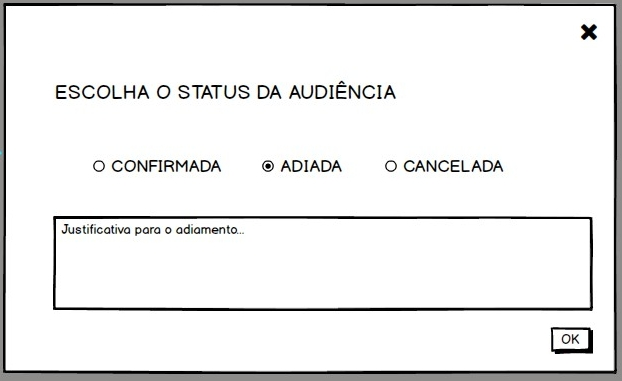 ESCOLHA O STATUS DA AUDIÊNCIA
CONFIRMADA ADIADA CANCELADA
Justificativa para o adiamento...
OK